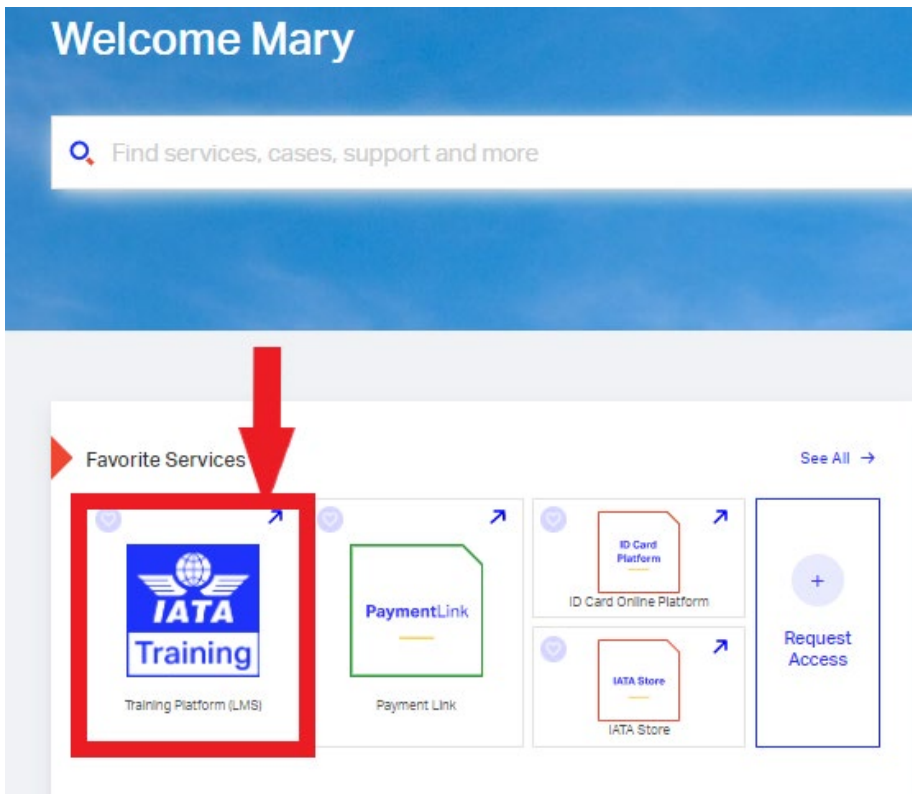 Welcome Mary
Find services, cases, support and more
Favorite Services
See All →
IATA
Training
Training Platform (LMS)
PaymentLink
Payment Link
ID Card
Platform
ID Card Online Platform
IATA Store
IATA Store
+
Request
Access